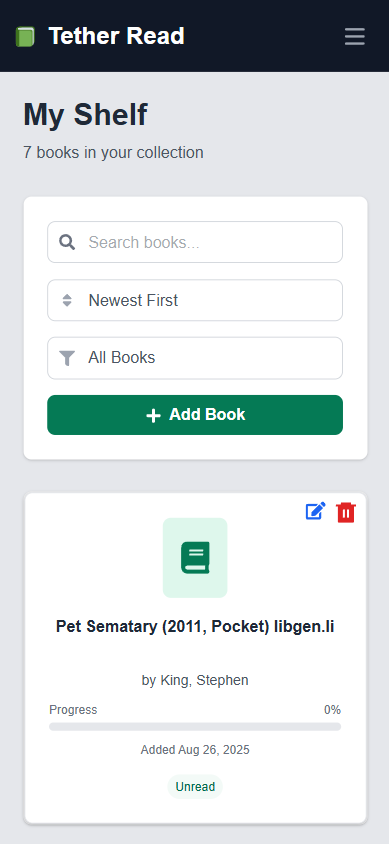 Tether Read
My Shelf
7 books in your collection
Search books...
Newest First
All Books
Add Book
Pet Sematary (2011, Pocket) libgen.li
by King, Stephen
Progress 0%
Added Aug 26, 2025
Unread